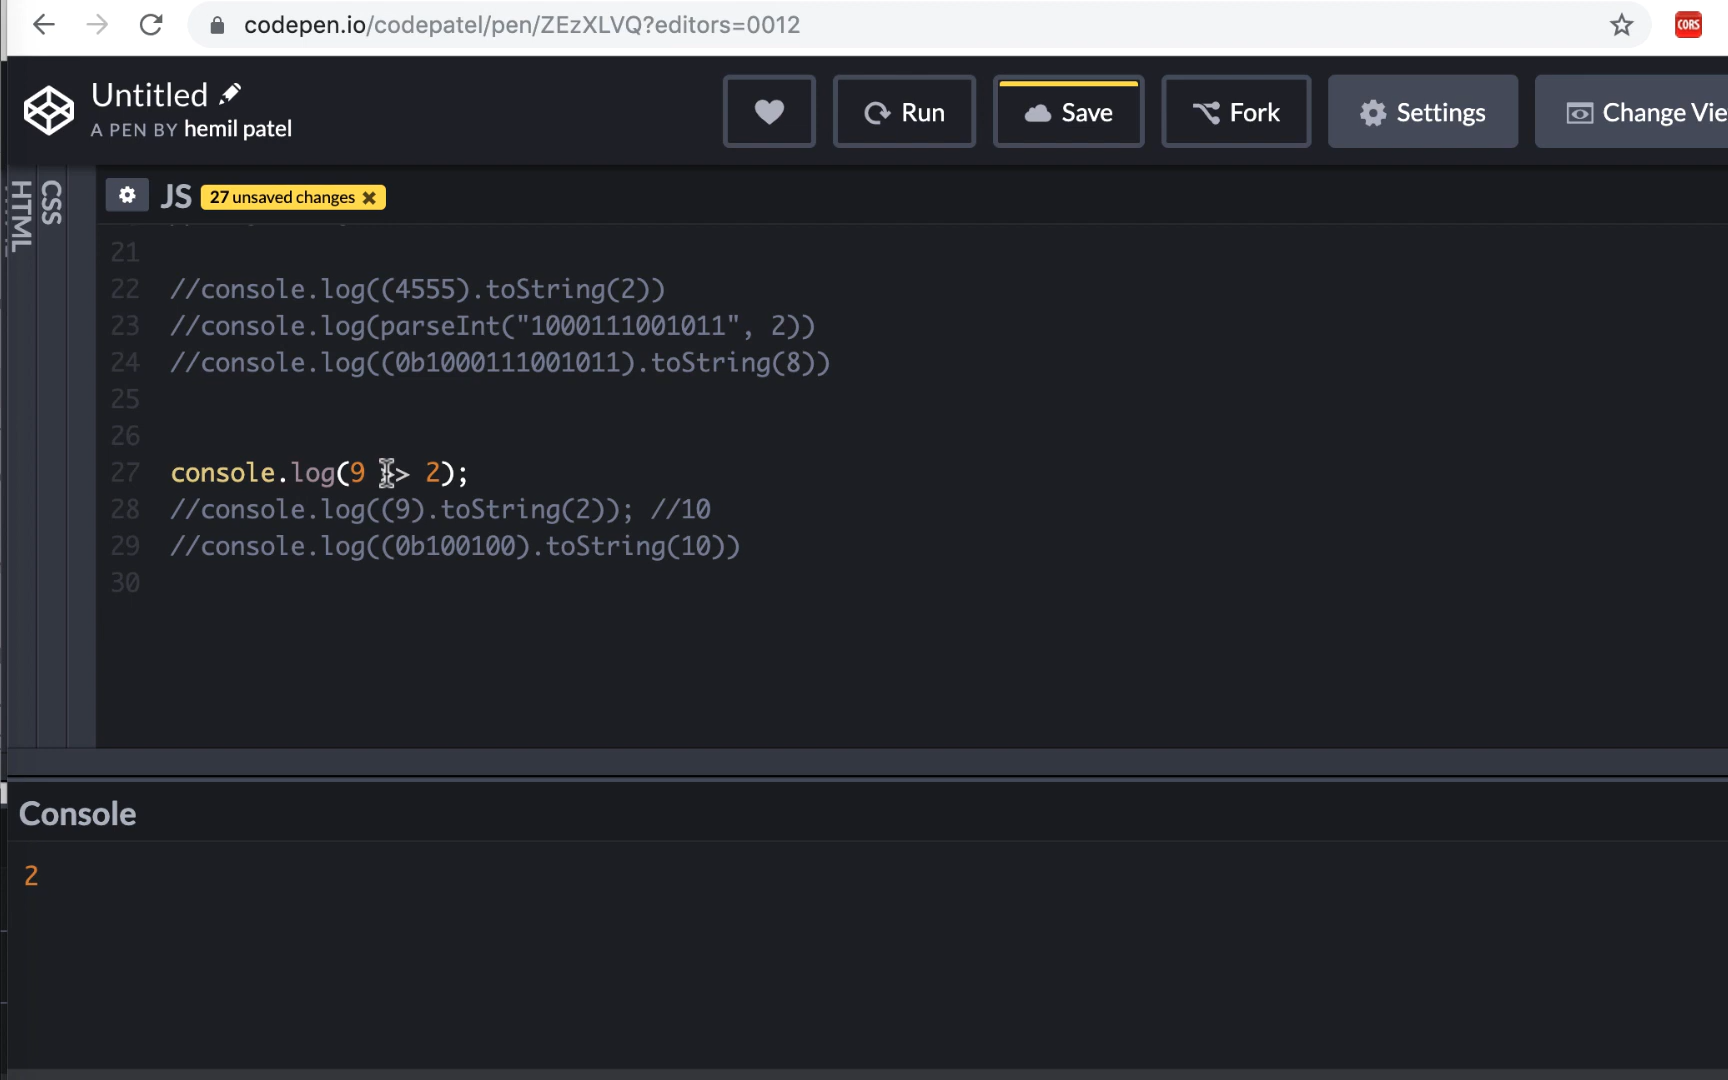 codepen.io/codepatel/pen/ZEzXLVQ?editors=0012
CORS
Untitled
A PEN BY hemil patel
Run
Save
Fork
Settings
Change Vie
HTML
CSS
JS
27 unsaved changes
21
22 //console.log((4555).toString(2))
23 //console.log(parseInt("1000111001011", 2))
24 //console.log((0b1000111001011).toString(8))
25
26
27 console.log(9 >> 2);
28 //console.log((9).toString(2)); //10
29 //console.log((0b100100).toString(10))
30
Console
2